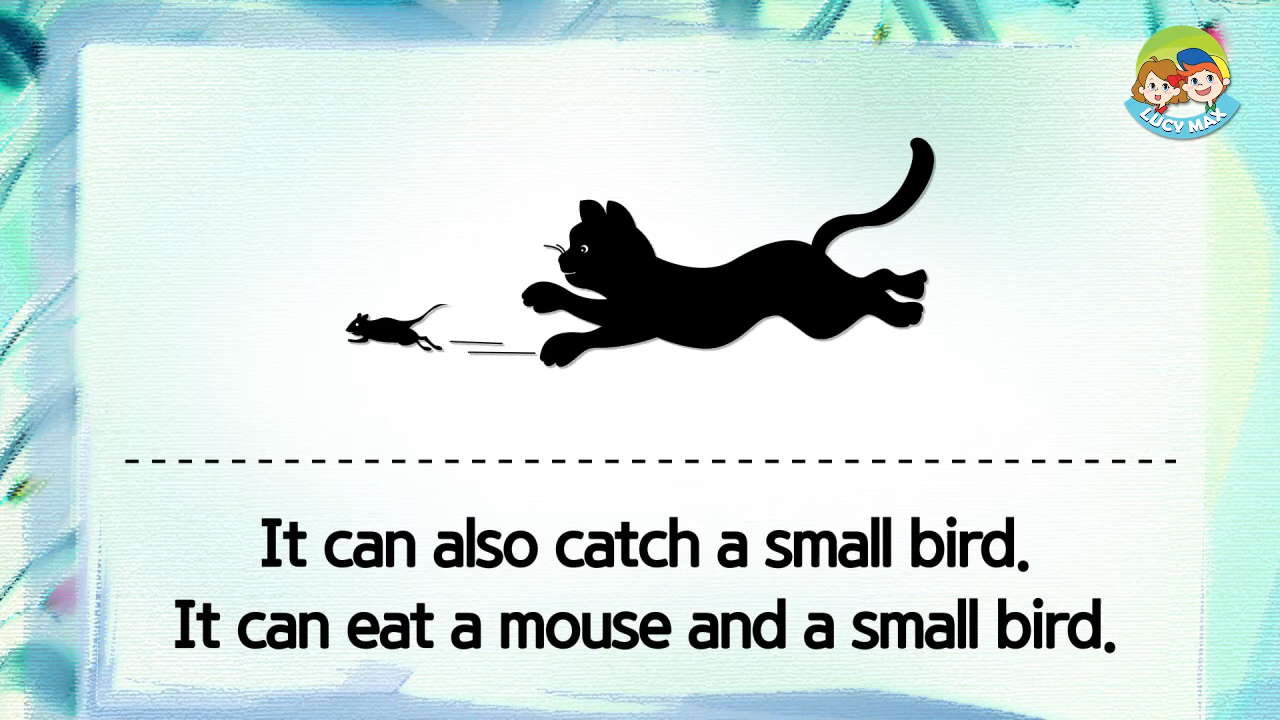 LUCY MAX
It can also catch a small bird.
It can eat a mouse and a small bird.